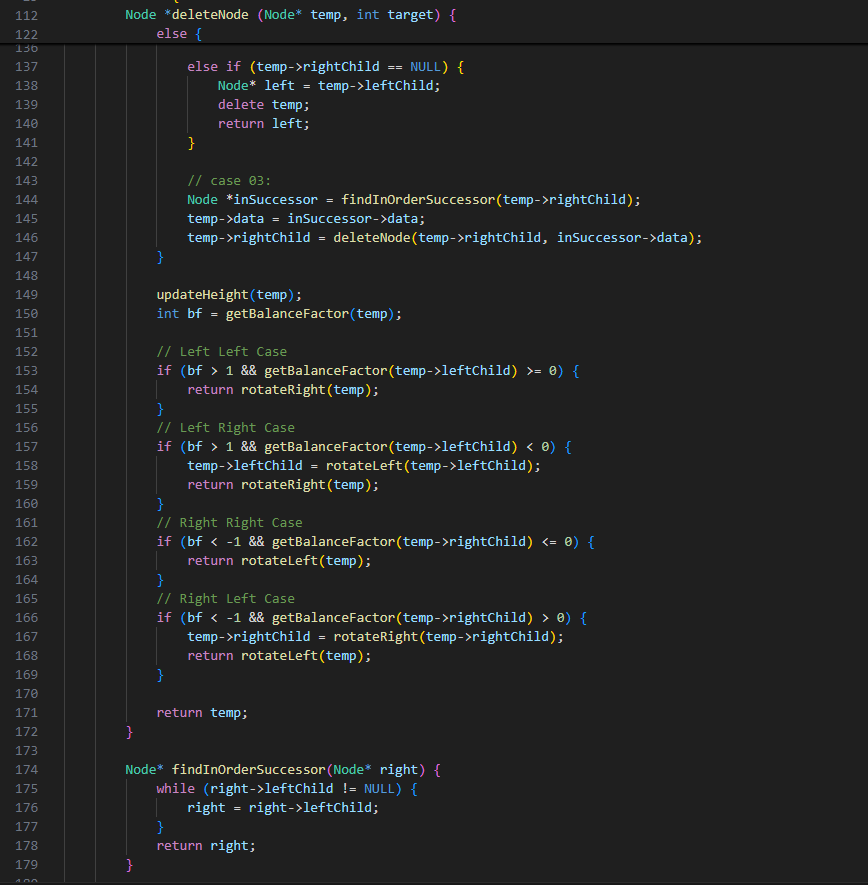 112 Node *deleteNode (Node* temp, int target) {
122 else {
136
137 else if (temp->rightChild == NULL) {
138 Node* left = temp->leftChild;
139 delete temp;
140 return left;
141 }
142
143 // case 03:
144 Node *inSuccessor = findInOrderSuccessor(temp->rightChild);
145 temp->data = inSuccessor->data;
146 temp->rightChild = deleteNode(temp->rightChild, inSuccessor->data);
147 }
148
149 updateHeight(temp);
150 int bf = getBalanceFactor(temp);
151
152 // Left Left Case
153 if (bf > 1 && getBalanceFactor(temp->leftChild) >= 0) {
154 return rotateRight(temp);
155 }
156 // Left Right Case
157 if (bf > 1 && getBalanceFactor(temp->leftChild) < 0) {
158 temp->leftChild = rotateLeft(temp->leftChild);
159 return rotateRight(temp);
160 }
161 // Right Right Case
162 if (bf < -1 && getBalanceFactor(temp->rightChild) <= 0) {
163 return rotateLeft(temp);
164 }
165 // Right Left Case
166 if (bf < -1 && getBalanceFactor(temp->rightChild) > 0) {
167 temp->rightChild = rotateRight(temp->rightChild);
168 return rotateLeft(temp);
169 }
170
171 return temp;
172 }
173
174 Node* findInOrderSuccessor(Node* right) {
175 while (right->leftChild != NULL) {
176 right = right->leftChild;
177 }
178 return right;
179 }